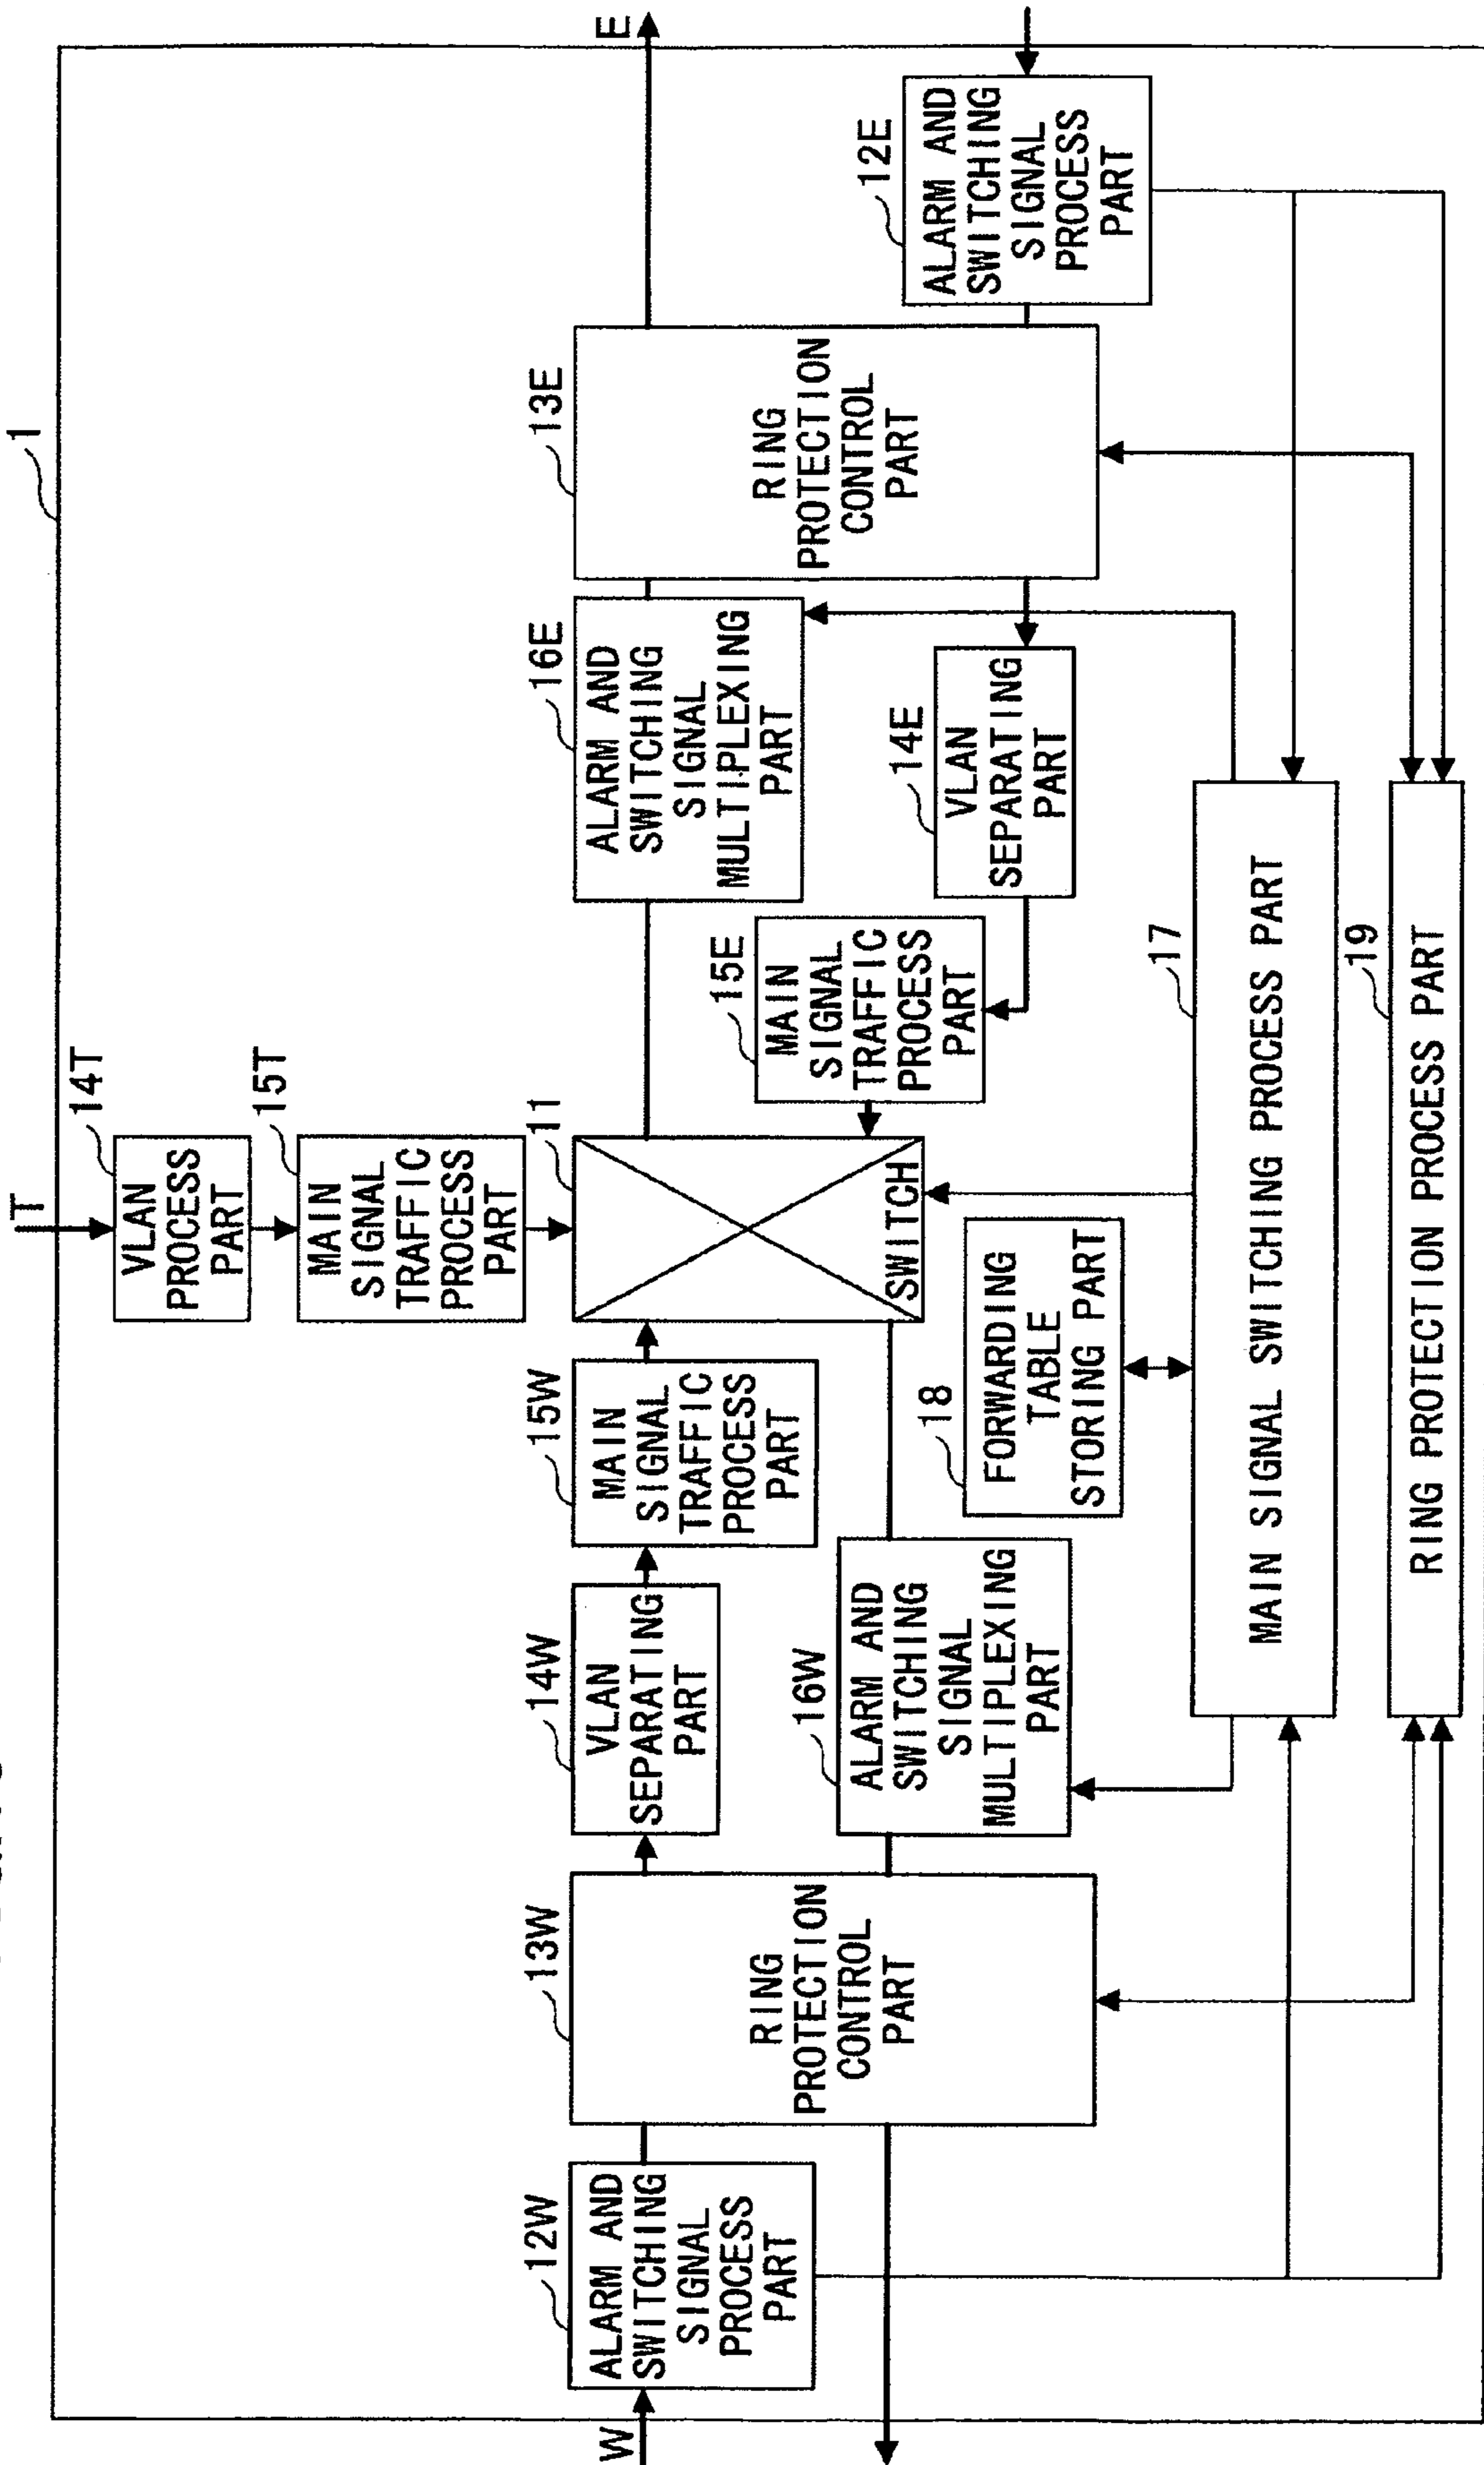 1
T
14T
VLAN
PROCESS
PART
15T
MAIN
SIGNAL
TRAFFIC
PROCESS
PART
W
12W
ALARM AND
SWITCHING
SIGNAL
PROCESS
PART
13W
RING
PROTECTION
CONTROL
PART
14W
VLAN
SEPARATING
PART
15W
MAIN
SIGNAL
TRAFFIC
PROCESS
PART
11
SWITCH
16W
ALARM AND
SWITCHING
SIGNAL
MULTIPLEXING
PART
16E
ALARM AND
SWITCHING
SIGNAL
MULTIPLEXING
PART
13E
RING
PROTECTION
CONTROL
PART
E
12E
ALARM AND
SWITCHING
SIGNAL
PROCESS
PART
14E
VLAN
SEPARATING
PART
15E
MAIN
SIGNAL
TRAFFIC
PROCESS
PART
18
FORWARDING
TABLE
STORING PART
17
MAIN SIGNAL SWITCHING PROCESS PART
19
RING PROTECTION PROCESS PART